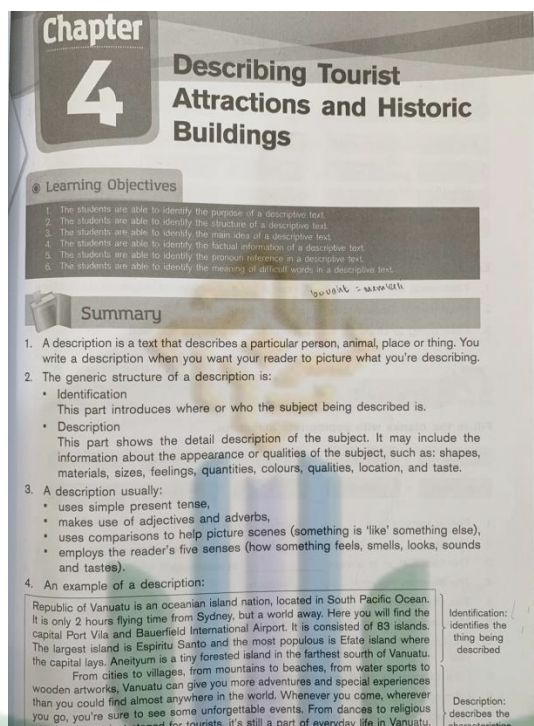 Chapter
4
Describing Tourist
Attractions and Historic
Buildings
Learning Objectives
1. The students are able to identify the purpose of a descriptive text.
2. The students are able to identify the structure of a descriptive text.
3. The students are able to identify the main idea of a descriptive text.
4. The students are able to identify the factual information of a descriptive text.
5. The students are able to identify the pronoun reference in a descriptive text.
6. The students are able to identify the meaning of difficult words in a descriptive text.
Summary
1. A description is a text that describes a particular person, animal, place or thing. You
write a description when you want your reader to picture what you're describing.
2. The generic structure of a description is:
• Identification
This part introduces where or who the subject being described is.
• Description
This part shows the detail description of the subject. It may include the
information about the appearance or qualities of the subject, such as: shapes,
materials, sizes, feelings, quantities, colours, qualities, location, and taste.
3. A description usually:
• uses simple present tense,
• makes use of adjectives and adverbs,
• uses comparisons to help picture scenes (something is 'like' something else),
• employs the reader's five senses (how something feels, smells, looks, sounds
and tastes).
4. An example of a description:
Republic of Vanuatu is an oceanian island nation, located in South Pacific Ocean.
It is only 2 hours flying time from Sydney, but a world away. Here you will find the
capital Port Vila and Bauerfield International Airport. It is consisted of 83 islands.
The largest island is Espiritu Santo and the most populous is Efate island where
the capital lays. Aneityum is a tiny forested island in the farthest sourth of Vanuatu.
From cities to villages, from mountains to beaches, from water sports to
wooden artworks, Vanuatu can give you more adventures and special experiences
than you could find almost anywhere in the world. Whenever you come, wherever
you go, you're sure to see some unforgettable events. From dances to religious
for tourists, it's still a part of everyday life in Vanuatu.
Identification:
identifies the
thing being
described
Description:
describes the